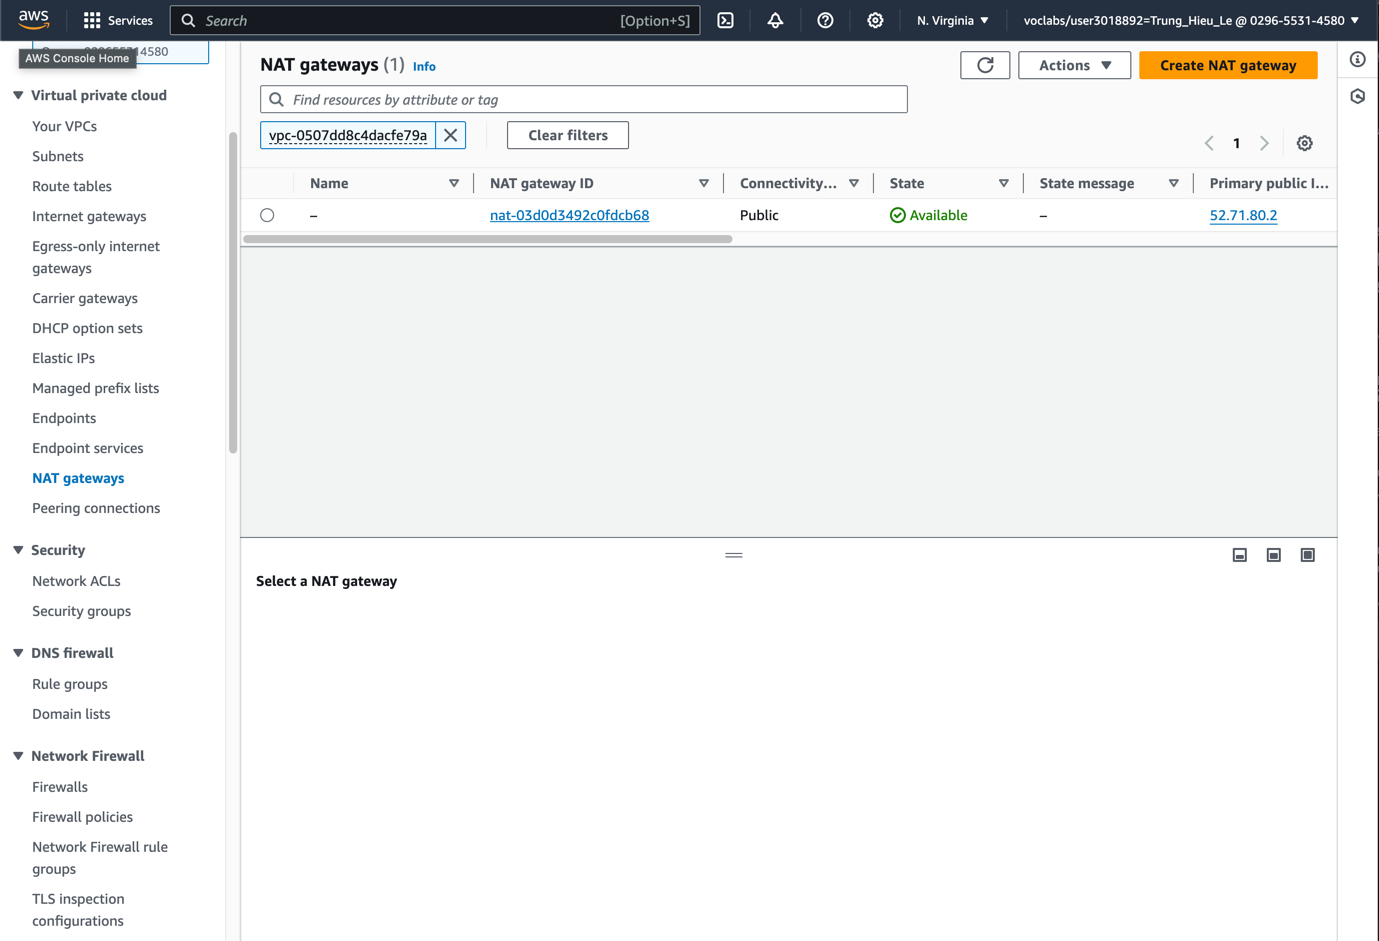 aws
Services
Search
[Option+S]
N. Virginia
voclabs/user3018892=Trung_Hieu_Le @ 0296-5531-4580
4580
AWS Console Home
Virtual private cloud
Your VPCs
Subnets
Route tables
Internet gateways
Egress-only internet
gateways
Carrier gateways
DHCP option sets
Elastic IPs
Managed prefix lists
Endpoints
Endpoint services
NAT gateways
Peering connections
Security
Network ACLs
Security groups
DNS firewall
Rule groups
Domain lists
Network Firewall
Firewalls
Firewall policies
Network Firewall rule
groups
TLS inspection
configurations
NAT gateways (1) Info
Actions
Create NAT gateway
Find resources by attribute or tag
vpc-0507dd8c4dacfe79a
Clear filters
1
Name
NAT gateway ID
Connectivity...
State
State message
Primary public I...
–
nat-03d0d3492c0fdcb68
Public
Available
–
52.71.80.2
Select a NAT gateway